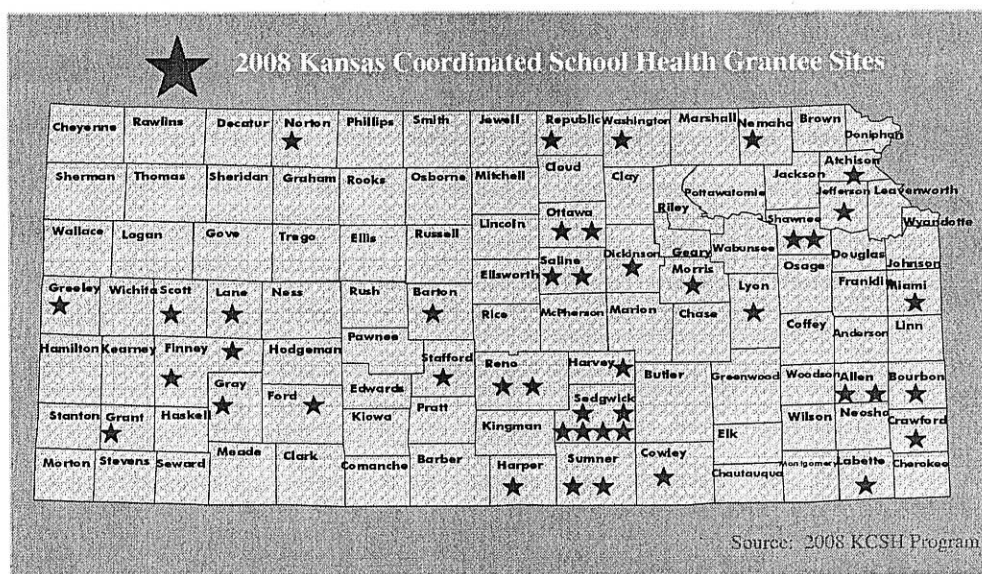 2008 Kansas Coordinated School Health Grantee Sites
Cheyenne Rawlins Decatur Norton Phillips Smith Jewell Republic Washington Marshall Nemaha Brown Doniphan
Atchison
Sherman Thomas Sheridan Graham Rooks Osborne Mitchell Cloud Clay Pottawatomie Jackson Jefferson Leavenworth
Riley
Wyandotte
Wallace Logan Gove Trego Ellis Russell Lincoln Ottawa Shawnee
Saline Dickinson Geary Wabunsee Douglas Johnson
Ellsworth Morris Osage
Greeley Wichita Scott Lane Ness Rush Barton Lyon Franklin Miami
Rice McPherson Marion Chase
Pawnee Coffey Anderson Linn
Hamilton Kearney Finney Hodgeman Stafford Reno Harvey
Edwards Butler Greenwood Woodson Allen Bourbon
Gray Ford Sedgwick
Stanton Grant Haskell Kiowa Pratt Kingman Wilson Neosho Crawford
Elk
Morton Stevens Seward Meade Clark Comanche Barber Harper Sumner Cowley Chautauqua Montgomery Labette Cherokee
Source: 2008 KCSH Program